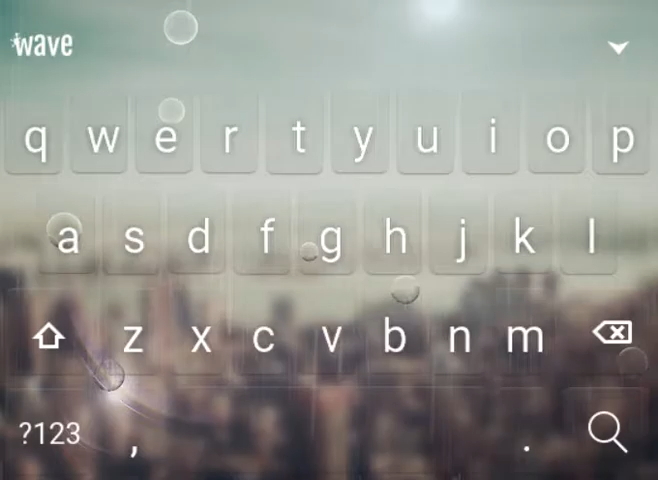 wave
q w e r t y u i o p
a s d f g h j k l
z x c v b n m
?123 , .